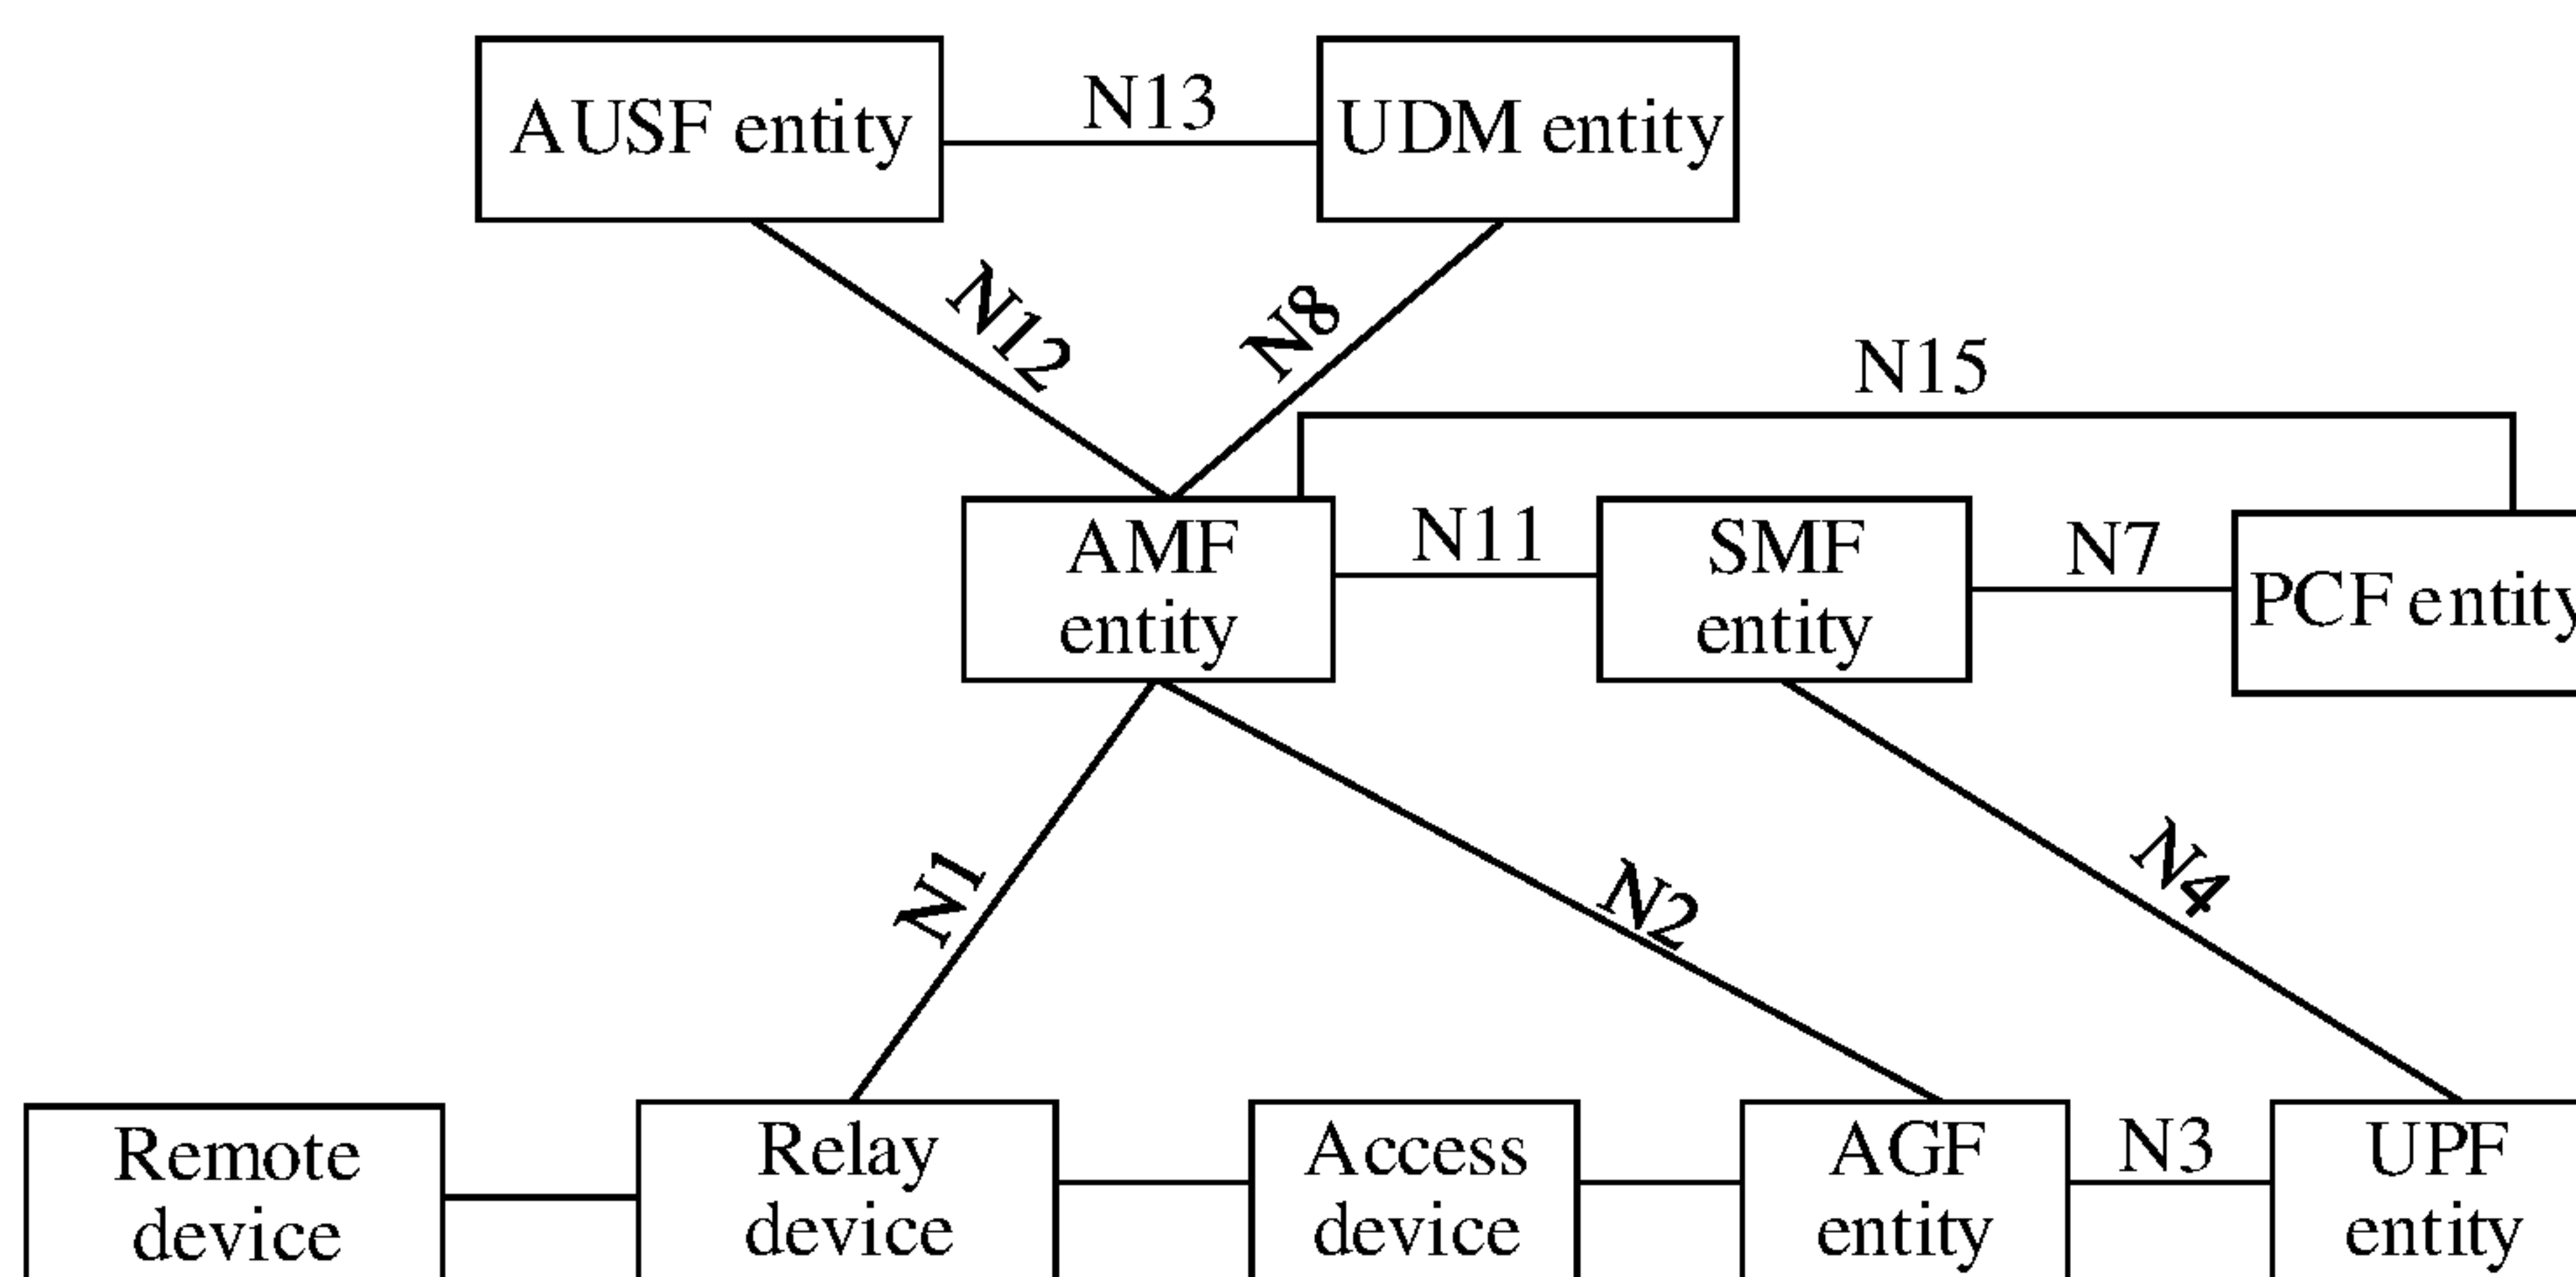 AUSF entity
N13
UDM entity
N12
N8
N15
AMF
entity
N11
SMF
entity
N7
PCF entity
N1
N2
N4
Remote
device
Relay
device
Access
device
AGF
entity
N3
UPF
entity